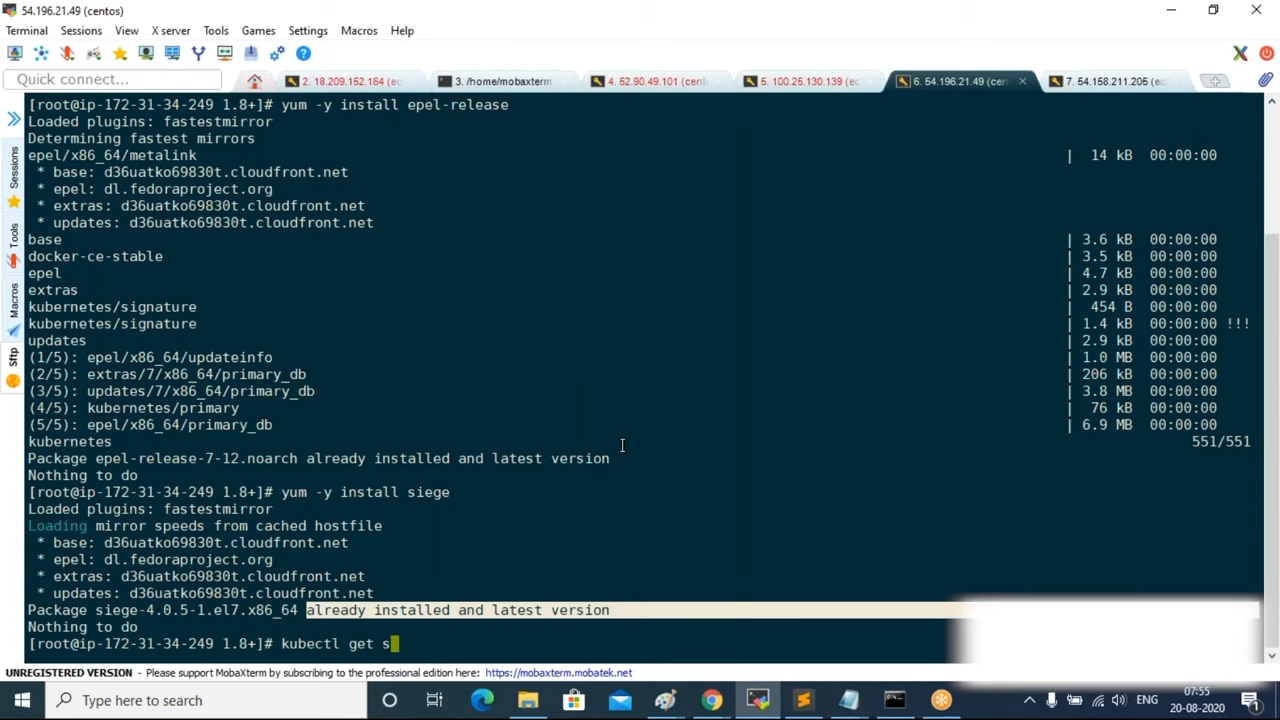 54.196.21.49 (centos)
Terminal Sessions View X server Tools Games Settings Macros Help
Quick connect...
2. 18.209.152.164 (ec
3. /home/mobaxterm
4. 52.90.49.101 (cent
5. 100.25.130.139 (ec
6. 54.196.21.49 (cen
7. 54.158.211.205 (ec
Sessions
Tools
Macros
Sftp
[root@ip-172-31-34-249 1.8+]# yum -y install epel-release
Loaded plugins: fastestmirror
Determining fastest mirrors
epel/x86_64/metalink | 14 kB 00:00:00
* base: d36uatko69830t.cloudfront.net
* epel: dl.fedoraproject.org
* extras: d36uatko69830t.cloudfront.net
* updates: d36uatko69830t.cloudfront.net
base | 3.6 kB 00:00:00
docker-ce-stable | 3.5 kB 00:00:00
epel | 4.7 kB 00:00:00
extras | 2.9 kB 00:00:00
kubernetes/signature | 454 B 00:00:00
kubernetes/signature | 1.4 kB 00:00:00 !!!
updates | 2.9 kB 00:00:00
(1/5): epel/x86_64/updateinfo | 1.0 MB 00:00:00
(2/5): extras/7/x86_64/primary_db | 206 kB 00:00:00
(3/5): updates/7/x86_64/primary_db | 3.8 MB 00:00:00
(4/5): kubernetes/primary | 76 kB 00:00:00
(5/5): epel/x86_64/primary_db | 6.9 MB 00:00:00
kubernetes 551/551
Package epel-release-7-12.noarch already installed and latest version
Nothing to do
[root@ip-172-31-34-249 1.8+]# yum -y install siege
Loaded plugins: fastestmirror
Loading mirror speeds from cached hostfile
* base: d36uatko69830t.cloudfront.net
* epel: dl.fedoraproject.org
* extras: d36uatko69830t.cloudfront.net
* updates: d36uatko69830t.cloudfront.net
Package siege-4.0.5-1.el7.x86_64 already installed and latest version
Nothing to do
[root@ip-172-31-34-249 1.8+]# kubectl get s
UNREGISTERED VERSION - Please support MobaXterm by subscribing to the professional edition here: https://mobaxterm.mobatek.net
Type here to search
ENG
07:55
20-08-2020
1